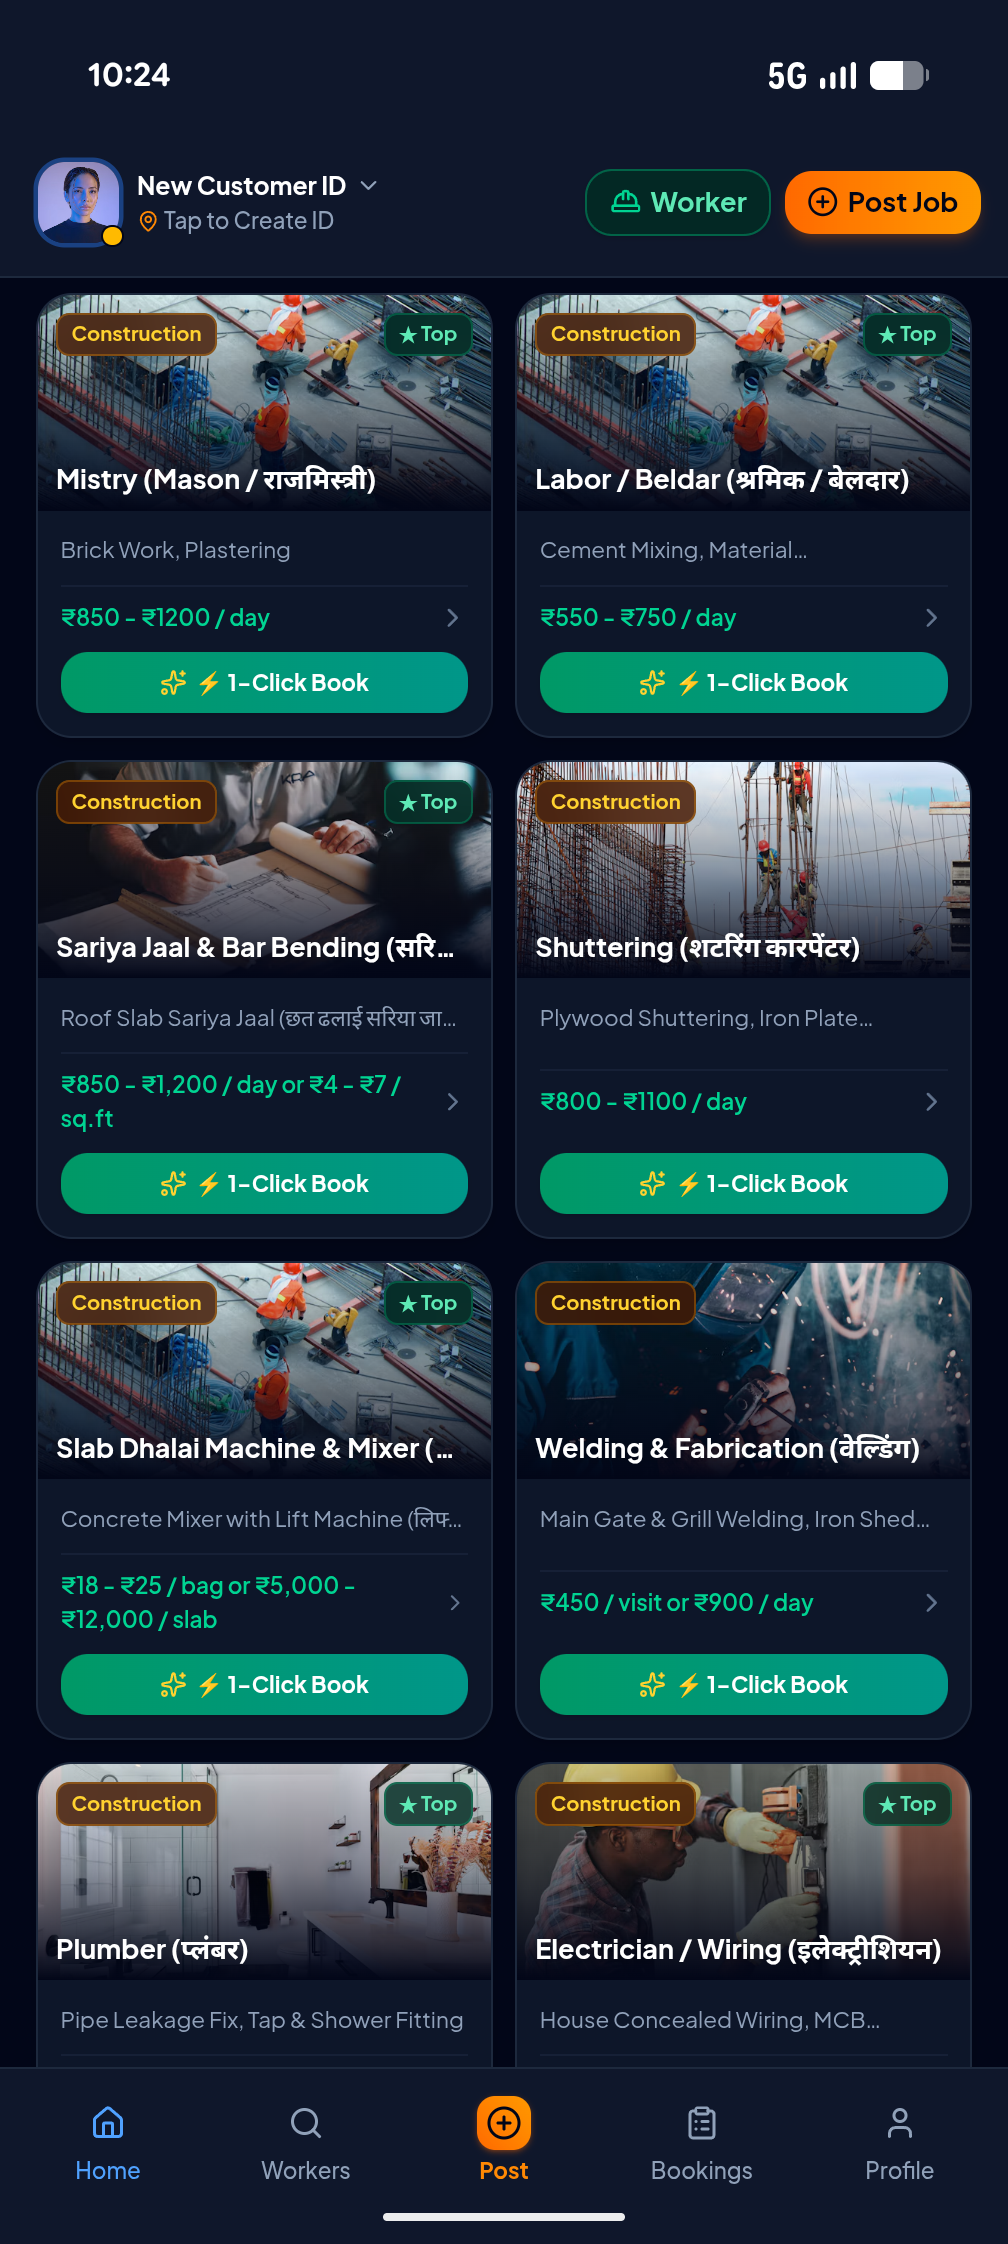 10:24
5G
New Customer ID
Tap to Create ID
Worker
Post Job
Construction
★ Top
Mistry (Mason / राजमिस्त्री)
Brick Work, Plastering
₹850 - ₹1200 / day
⚡ 1-Click Book
Construction
★ Top
Labor / Beldar (श्रमिक / बेलदार)
Cement Mixing, Material...
₹550 - ₹750 / day
⚡ 1-Click Book
Construction
★ Top
Sariya Jaal & Bar Bending (सरि...
Roof Slab Sariya Jaal (छत ढलाई सरिया जा...
₹850 - ₹1,200 / day or ₹4 - ₹7 /
sq.ft
⚡ 1-Click Book
Construction
Shuttering (शटरिंग कारपेंटर)
Plywood Shuttering, Iron Plate...
₹800 - ₹1100 / day
⚡ 1-Click Book
Construction
★ Top
Slab Dhalai Machine & Mixer (...
Concrete Mixer with Lift Machine (लिफ्...
₹18 - ₹25 / bag or ₹5,000 -
₹12,000 / slab
⚡ 1-Click Book
Construction
Welding & Fabrication (वेल्डिंग)
Main Gate & Grill Welding, Iron Shed...
₹450 / visit or ₹900 / day
⚡ 1-Click Book
Construction
★ Top
Plumber (प्लंबर)
Pipe Leakage Fix, Tap & Shower Fitting
Construction
★ Top
Electrician / Wiring (इलेक्ट्रीशियन)
House Concealed Wiring, MCB...
Home
Workers
Post
Bookings
Profile